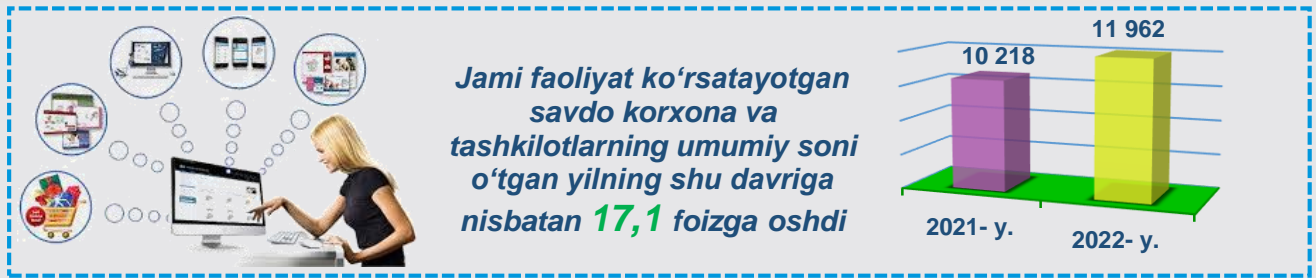 Jami faoliyat ko‘rsatayotgan
savdo korxona va
tashkilotlarning umumiy soni
o‘tgan yilning shu davriga
nisbatan 17,1 foizga oshdi
11 962
10 218
2021- y.
2022- y.